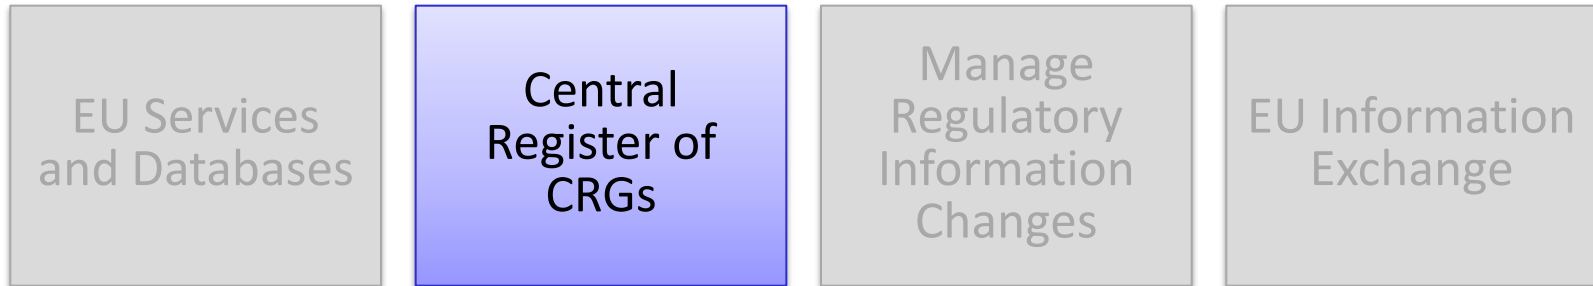 EU Services
and Databases
Central
Register of
CRGs
Manage
Regulatory
Information
Changes
EU Information
Exchange